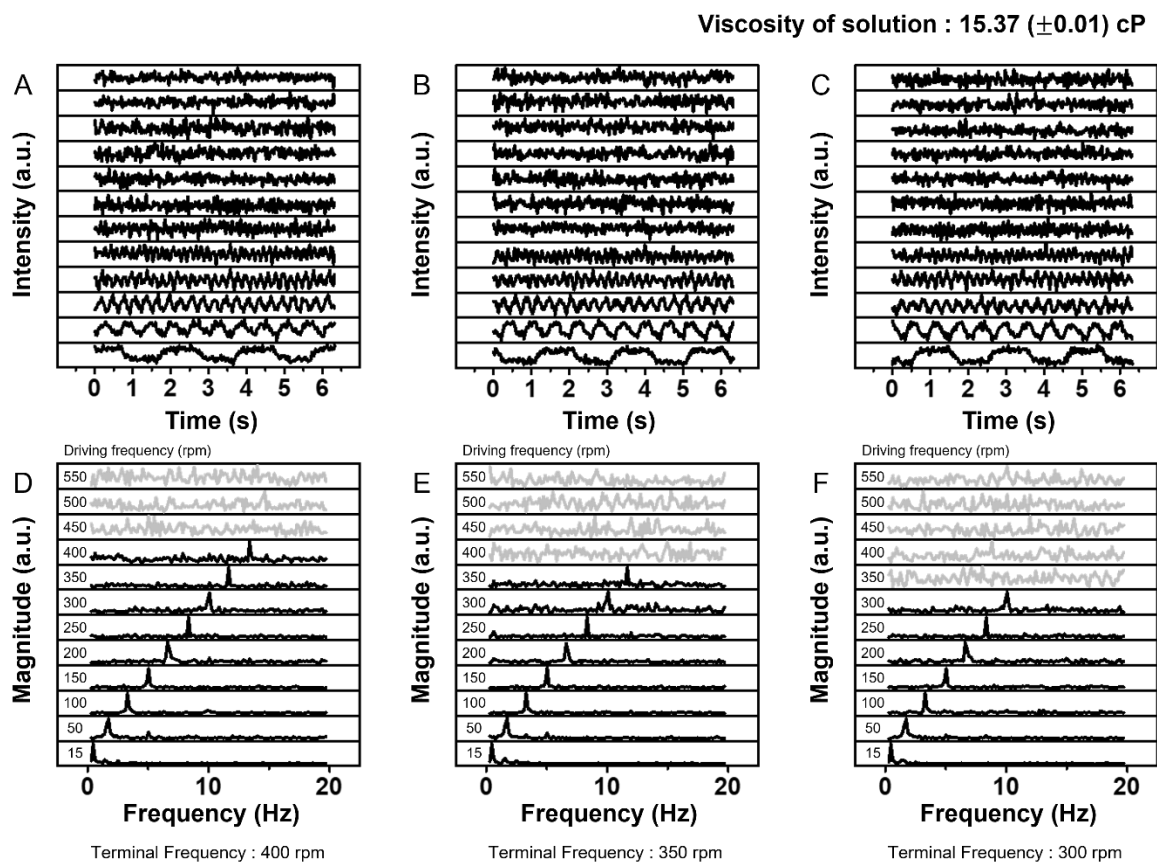 Viscosity of solution : 15.37 (±0.01) cP
A
B
C
Intensity (a.u.)
Intensity (a.u.)
Intensity (a.u.)
0 1 2 3 4 5 6
0 1 2 3 4 5 6
0 1 2 3 4 5 6
Time (s)
Time (s)
Time (s)
Driving frequency (rpm)
Driving frequency (rpm)
Driving frequency (rpm)
D
E
F
Magnitude (a.u.)
550
500
450
400
350
300
250
200
150
100
50
15
Magnitude (a.u.)
550
500
450
400
350
300
250
200
150
100
50
15
Magnitude (a.u.)
550
500
450
400
350
300
250
200
150
100
50
15
0 10 20
0 5 10 15 20
0 10 20
Frequency (Hz)
Frequency (Hz)
Frequency (Hz)
Terminal Frequency : 400 rpm
Terminal Frequency : 350 rpm
Terminal Frequency : 300 rpm